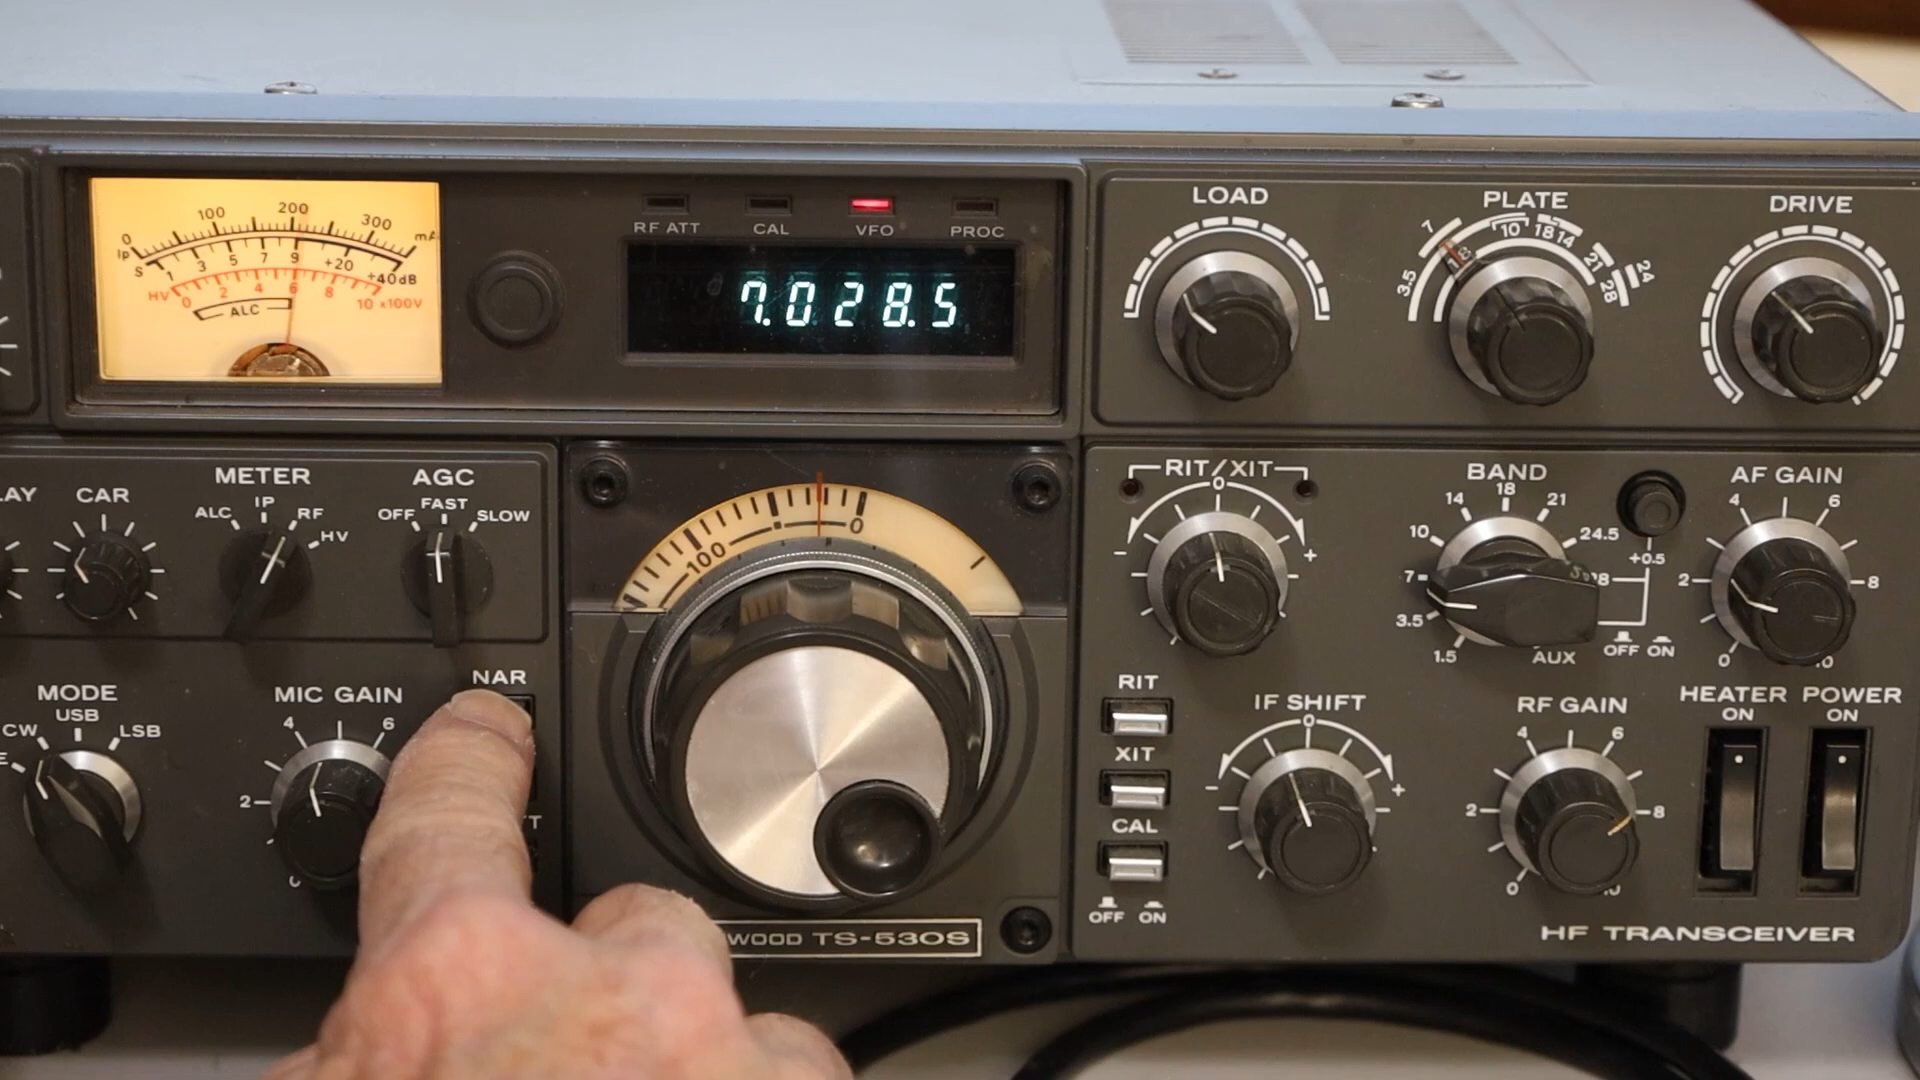 100 200 300
0 mA
Ip
S 1 3 5 7 9 +20 +40dB
HV 0 2 4 6 8 10 ×100V
ALC
RF ATT CAL VFO PROC
7.028.5
LOAD
PLATE
3.5 7 10 18 14 21 24 28
DRIVE
LAY
CAR
METER
ALC IP RF HV
AGC
OFF FAST SLOW
100 0
RIT/XIT
0
- +
BAND
1.5 3.5 7 10 14 18 21 24.5
+0.5
AUX
OFF ON
AF GAIN
0 2 4 6 8
MODE
CW USB LSB
MIC GAIN
0 2 4 6
NAR
RIT
XIT
CAL
OFF ON
IF SHIFT
0
- +
RF GAIN
0 2 4 6 8
HEATER POWER
ON ON
WOOD TS-530S
HF TRANSCEIVER